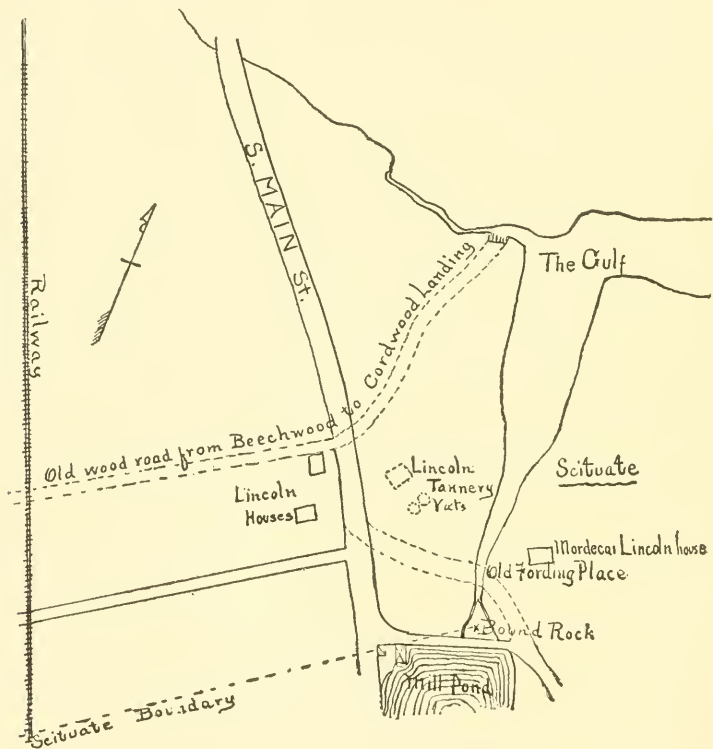 S. MAIN St.
The Gulf
Railway
Old wood road from Beechwood to Cordwood Landing
Lincoln
Houses
Lincoln
Tannery
Vats
Scituate
Mordecai Lincoln house
Old Fording Place
Bound Rock
Mill Pond
Scituate Boundary